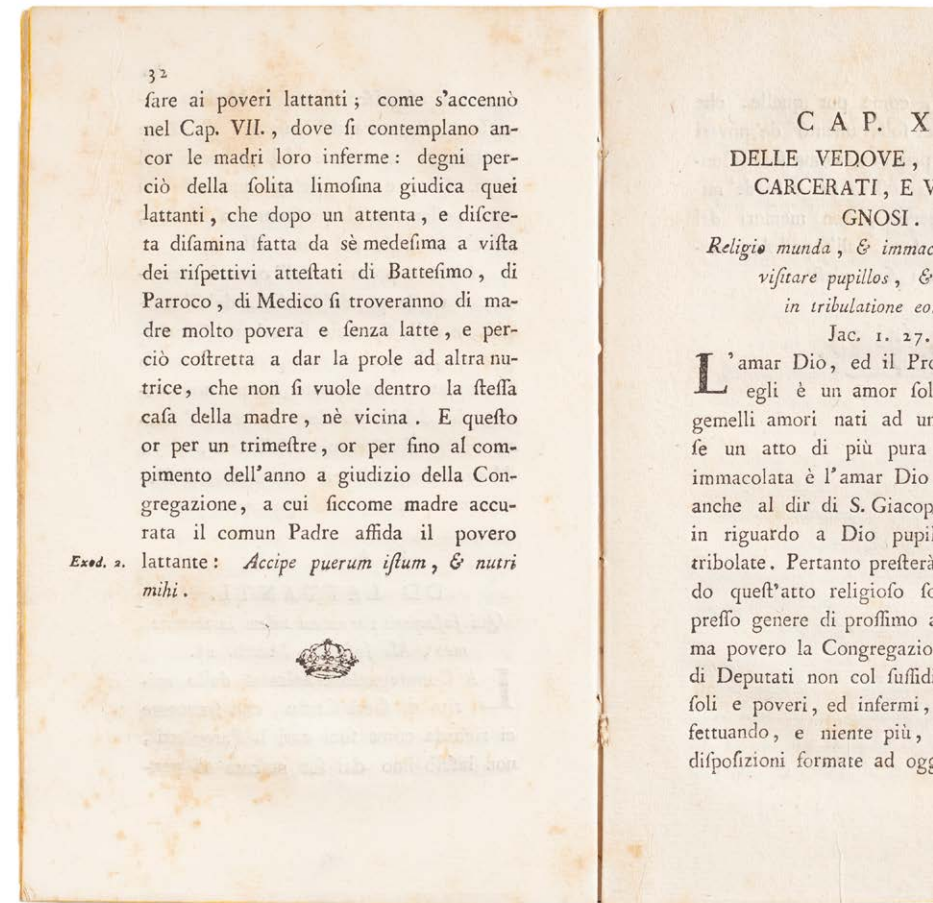 32
ſare ai poveri lattanti ; come s'accennò
nel Cap. VII. , dove ſi contemplano an-
cor le madri loro inferme : degni per-
ciò della ſolita limoſina giudica quei
lattanti , che dopo un attenta , e diſcre-
ta diſamina fatta da sè medeſima a viſta
dei riſpettivi atteſtati di Batteſimo , di
Parroco , di Medico ſi troveranno di ma-
dre molto povera e ſenza latte , e per-
ciò coſtretta a dar la prole ad altra nu-
trice , che non ſi vuole dentro la ſteſſa
caſa della madre , nè vicina . E queſto
or per un trimeſtre , or per ſino al com-
pimento dell'anno a giudizio della Con-
gregazione , a cui ſiccome madre accu-
rata il comun Padre affida il povero
Exod. 2. lattante : Accipe puerum iſtum , & nutri
mihi .
CAP. X
DELLE VEDOVE ,
CARCERATI , E V
GNOSI .
Religio munda , & immac
viſitare pupillos , &
in tribulatione eo
Jac. 1. 27.
L'amar Dio , ed il Pro
egli è un amor ſol
gemelli amori nati ad un
ſe un atto di più pura
immacolata è l'amar Dio
anche al dir di S. Giacop
in riguardo a Dio pupil
tribolate . Pertanto preſterà
do queſt'atto religioſo ſo
preſſo genere di proſſimo a
ma povero la Congregazio
di Deputati non col ſuſſidi
ſoli e poveri , ed infermi ,
fettuando , e niente più ,
diſpoſizioni formate ad ogg